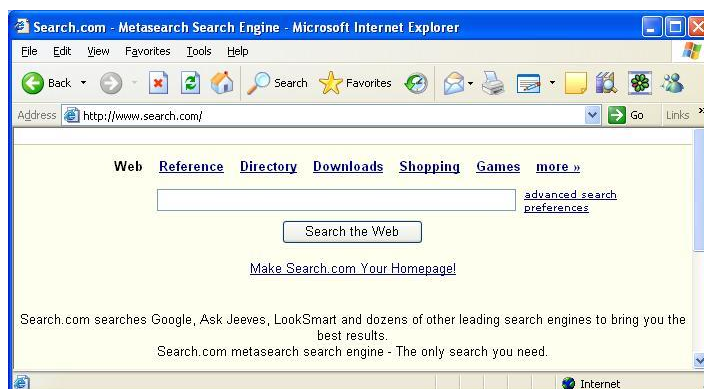 Search.com - Metasearch Search Engine - Microsoft Internet Explorer
File Edit View Favorites Tools Help
Back Search Favorites
Address http://www.search.com/ Go Links »
Web Reference Directory Downloads Shopping Games more »
advanced search
preferences
Search the Web
Make Search.com Your Homepage!
Search.com searches Google, Ask Jeeves, LookSmart and dozens of other leading search engines to bring you the
best results.
Search.com metasearch search engine - The only search you need.
Internet